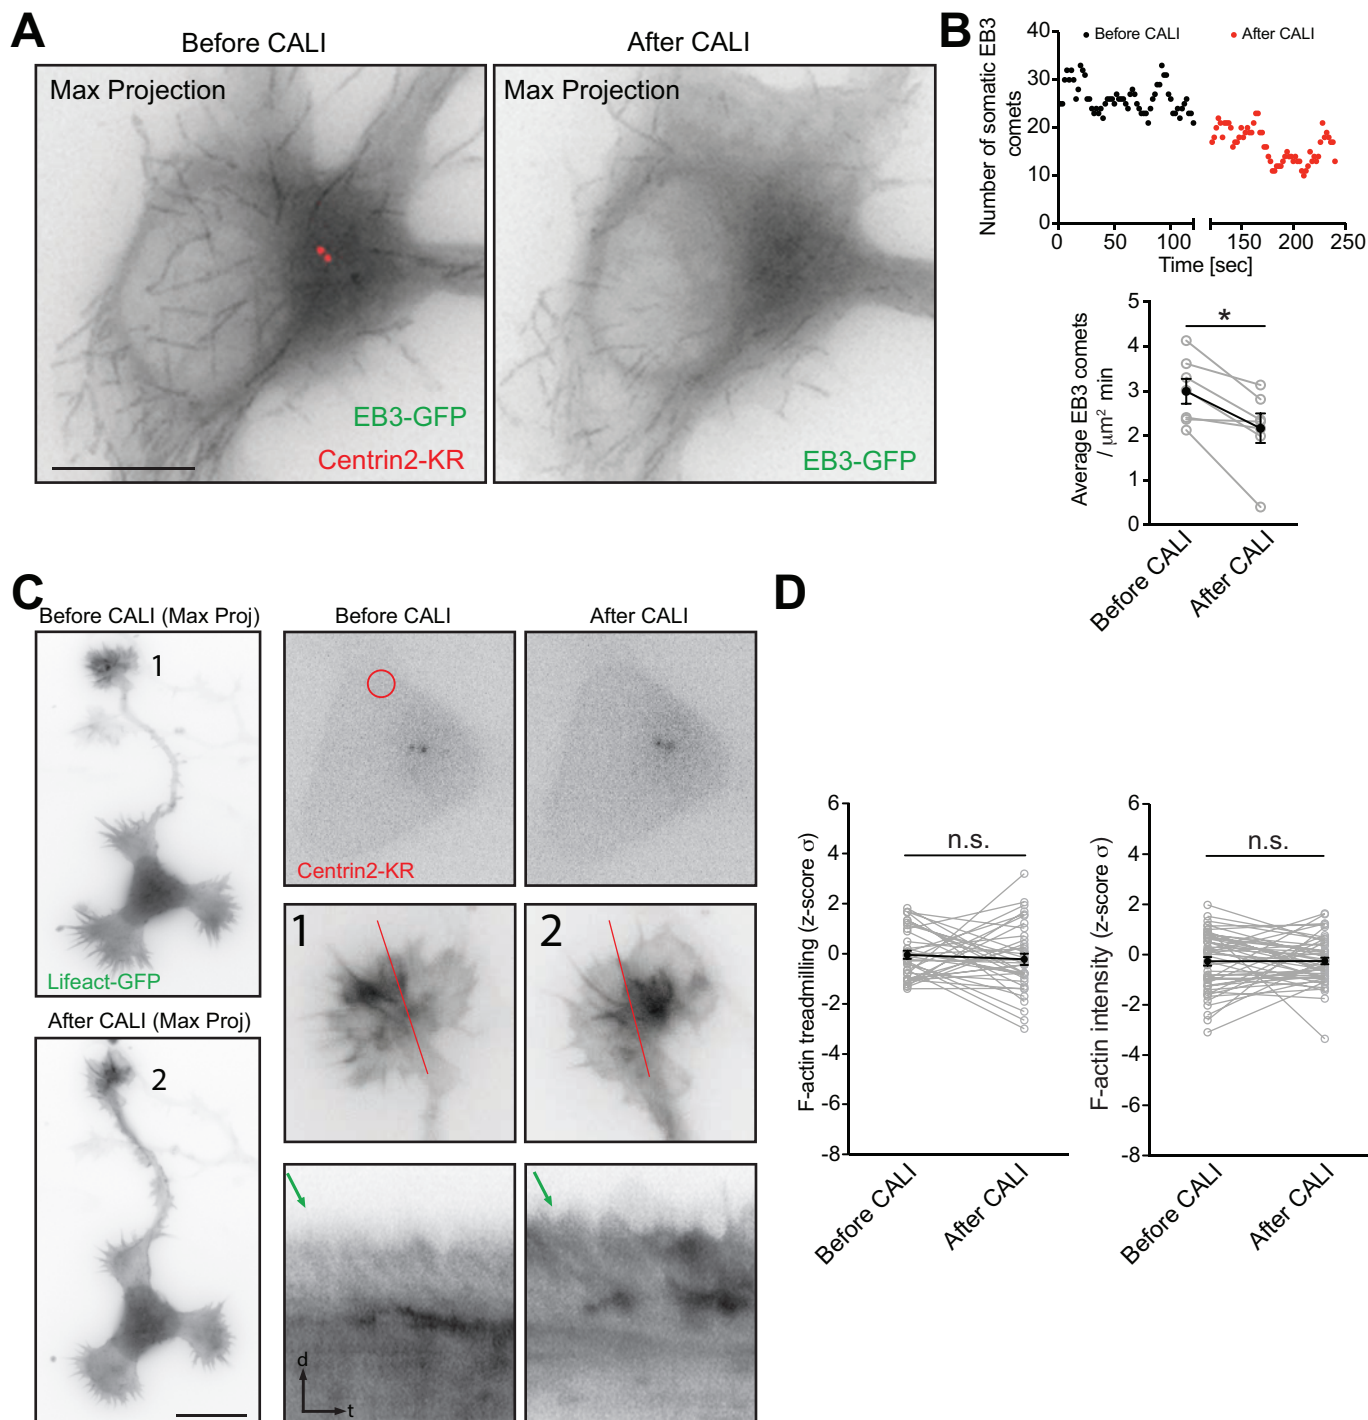 A
Before CALI
After CALI
Max Projection
Max Projection
EB3-GFP
Centrin2-KR
EB3-GFP
B
Number of somatic EB3
comets
40
30
20
10
0
Before CALI
After CALI
0
50
100
150
200
250
Time [sec]
Average EB3 comets
/ μm² min
5
4
3
2
1
0
*
Before CALI
After CALI
C
Before CALI (Max Proj)
1
Lifeact-GFP
After CALI (Max Proj)
2
Before CALI
After CALI
Centrin2-KR
1
2
d
t
D
F-actin treadmilling (z-score σ)
6
4
2
0
-2
-4
-6
-8
n.s.
Before CALI
After CALI
F-actin intensity (z-score σ)
6
4
2
0
-2
-4
-6
-8
n.s.
Before CALI
After CALI